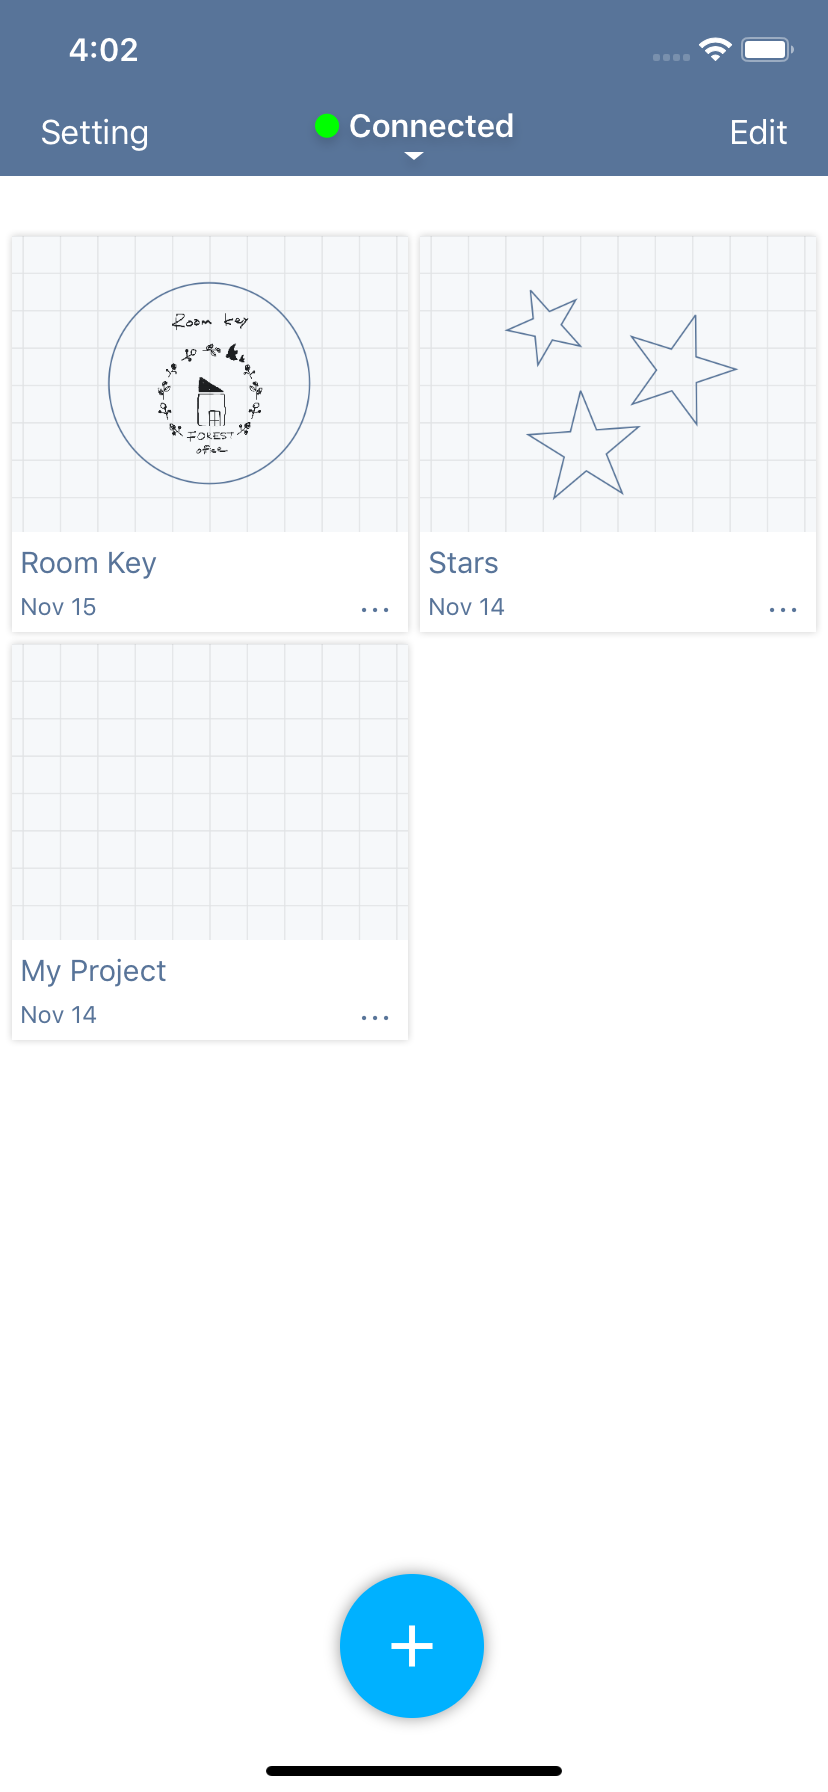 4:02
Setting
Connected
Edit
Room key
FOREST
office
Room Key
Nov 15
Stars
Nov 14
My Project
Nov 14